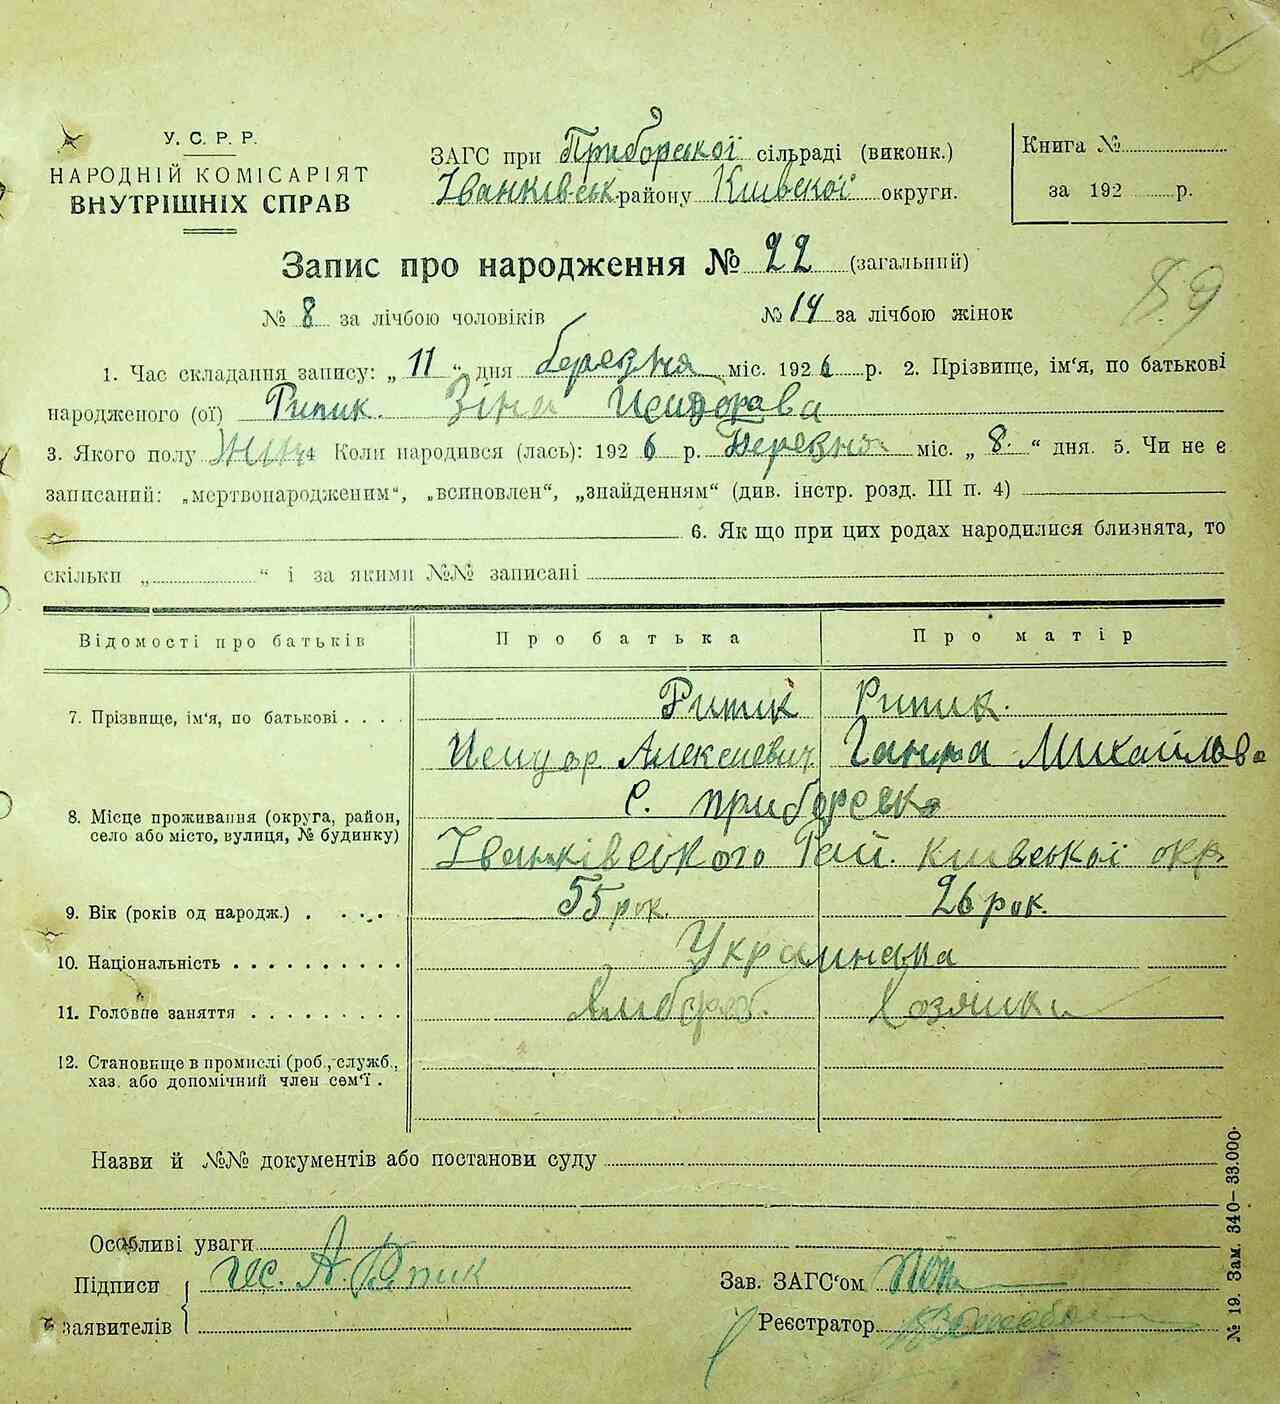 У. С. Р. Р.
НАРОДНІЙ КОМІСАРІЯТ
ВНУТРІШНІХ СПРАВ
ЗАГС при Приборської сільраді (виконк.)
Іванківськ району Київської округи.
Книга №
за 192 р.
Запис про народження № 22 (загальний)
№ 8 за лічбою чоловіків № 14 за лічбою жінок
89
1. Час складання запису: „ 11 “ дня березня міс. 1926 р. 2. Прізвище, ім‘я, по батькові
народженого (ої) Рипик Зіна Исидорова
3. Якого полу жін. 4 Коли народився (лась): 1926 р. Березня міс. „ 8 “ дня. 5. Чи не є
записаний: „мертвонародженим“, „всиновлен“, „знайденням“ (див. інстр. розд. III п. 4)
6. Як що при цих родах народилися близнята, то
скільки „ “ і за якими №№ записані
Відомості про батьків Про батька Про матір
7. Прізвище, ім‘я, по батькові . . . . Рипик Рипик.
Исидор Алексиевич Ганна Михайлова
8. Місце проживання (округа, район,
село або місто, вулиця, № будинку)
С. Приборська
Іванківського Рай. Київської окр.
9. Вік (років од народж.) . . . . 55 рок. 26 рок.
10. Національність . . . . . . . . . . Украинська
11. Головне заняття . . . . . . . . . Хлібороб. Хозяйка
12. Становище в промислі (роб., служб.,
хаз. або допомічний член сем‘ї .
Назви й №№ документів або постанови суду
Особливі уваги
Підписи Ис. А. Рипик Зав. ЗАГС‘ом
заявителів Реєстратор
№ 19. Зам. 340– 33.000·